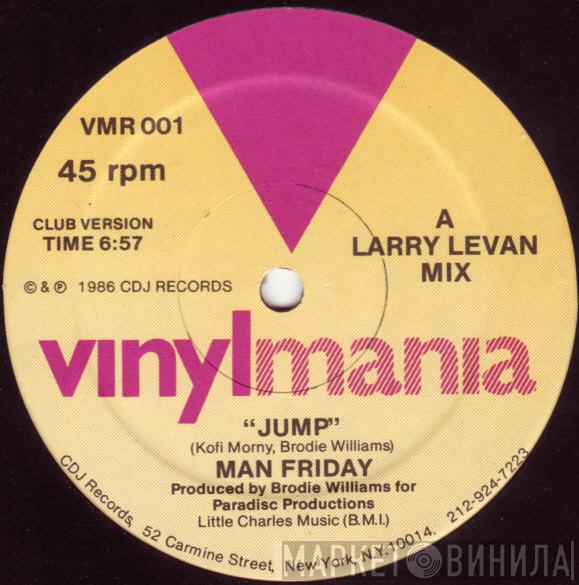 VMR 001
45 rpm
CLUB VERSION
TIME 6:57
A
LARRY LEVAN
MIX
© & ℗ 1986 CDJ RECORDS
vinylmania
"JUMP"
(Kofi Morny, Brodie Williams)
MAN FRIDAY
Produced by Brodie Williams for
Paradisc Productions
Little Charles Music (B.M.I.)
CDJ Records, 52 Carmine Street, New York, N.Y. 10014. 212-924-7223
МАРКЕТ ВИНИЛА